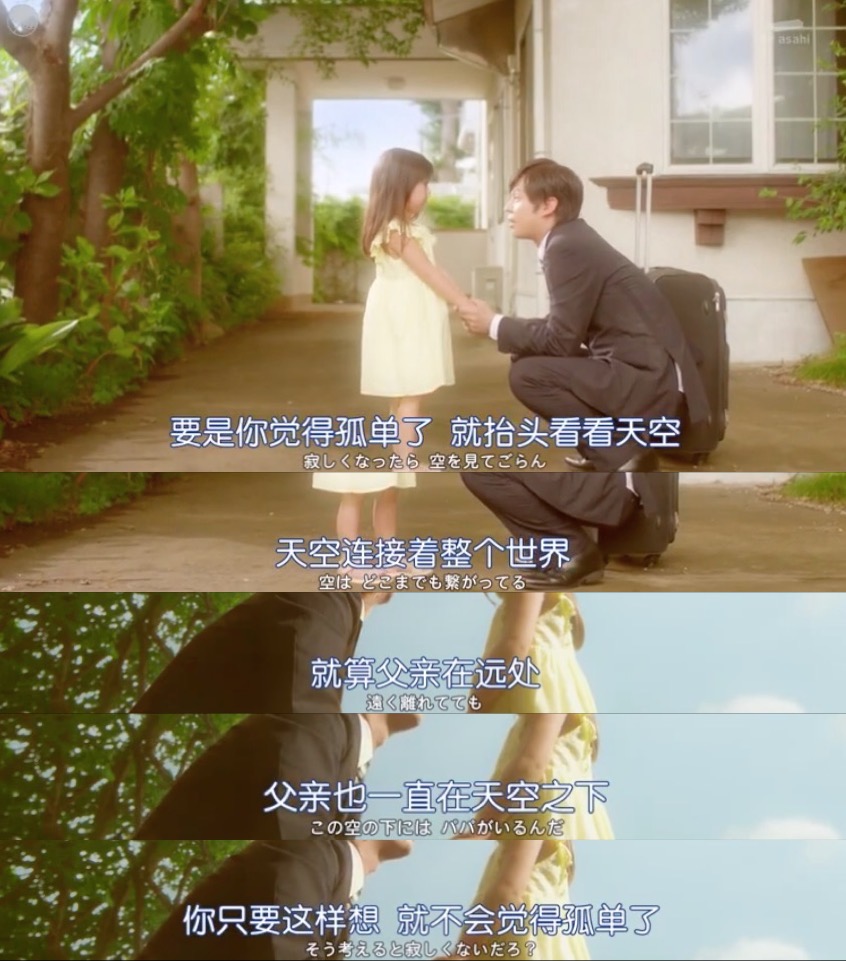 asahi
要是你觉得孤单了 就抬头看看天空
寂しくなったら 空を見てごらん
天空连接着整个世界
空は どこまでも繋がってる
就算父亲在远处
遠く離れてても
父亲也一直在天空之下
この空の下には パパがいるんだ
你只要这样想 就不会觉得孤单了
そう考えると寂しくないだろ？